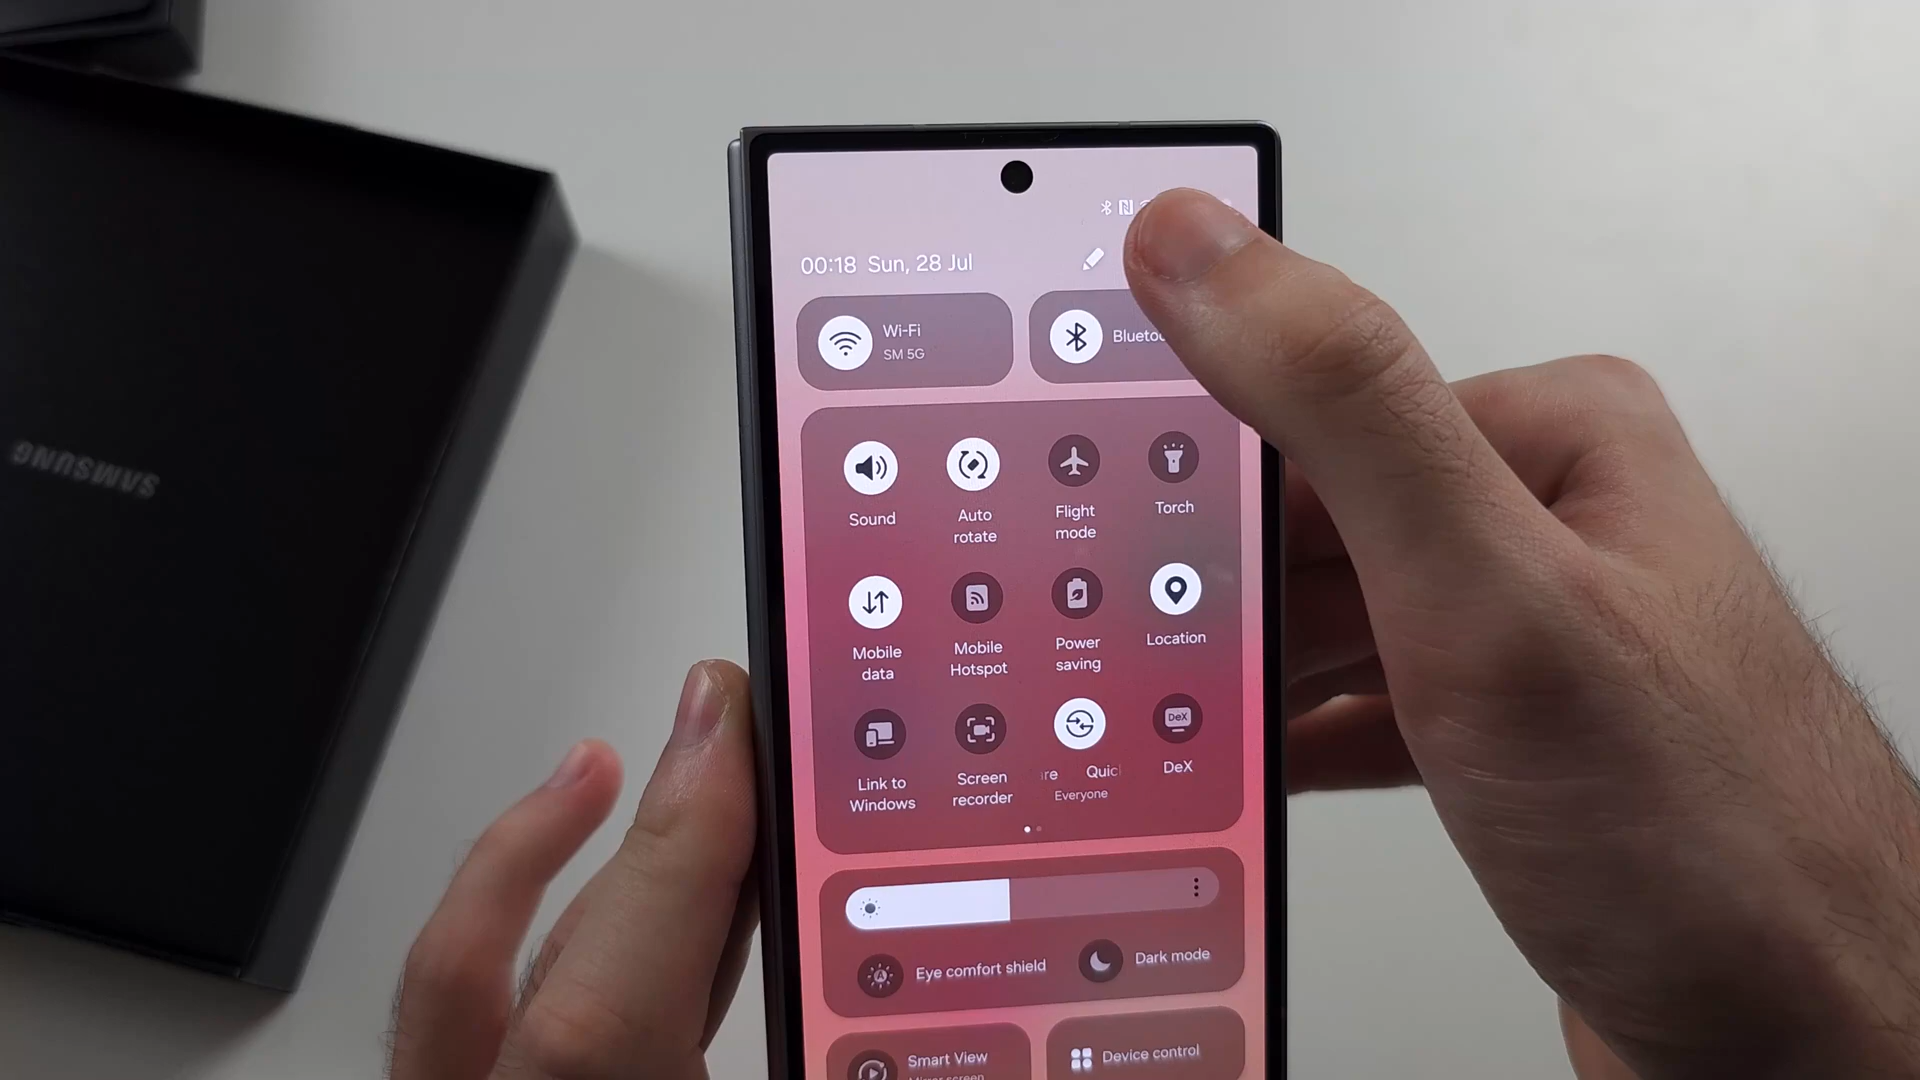 SAMSUNG
00:18 Sun, 28 Jul
Wi-Fi
SM 5G
Sound
Auto
rotate
Flight
mode
Torch
Mobile
data
Mobile
Hotspot
Power
saving
Location
Link to
Windows
Screen
recorder
Everyone
DeX
DeX
Eye comfort shield
Dark mode
Smart View
Mirror screen
Device control